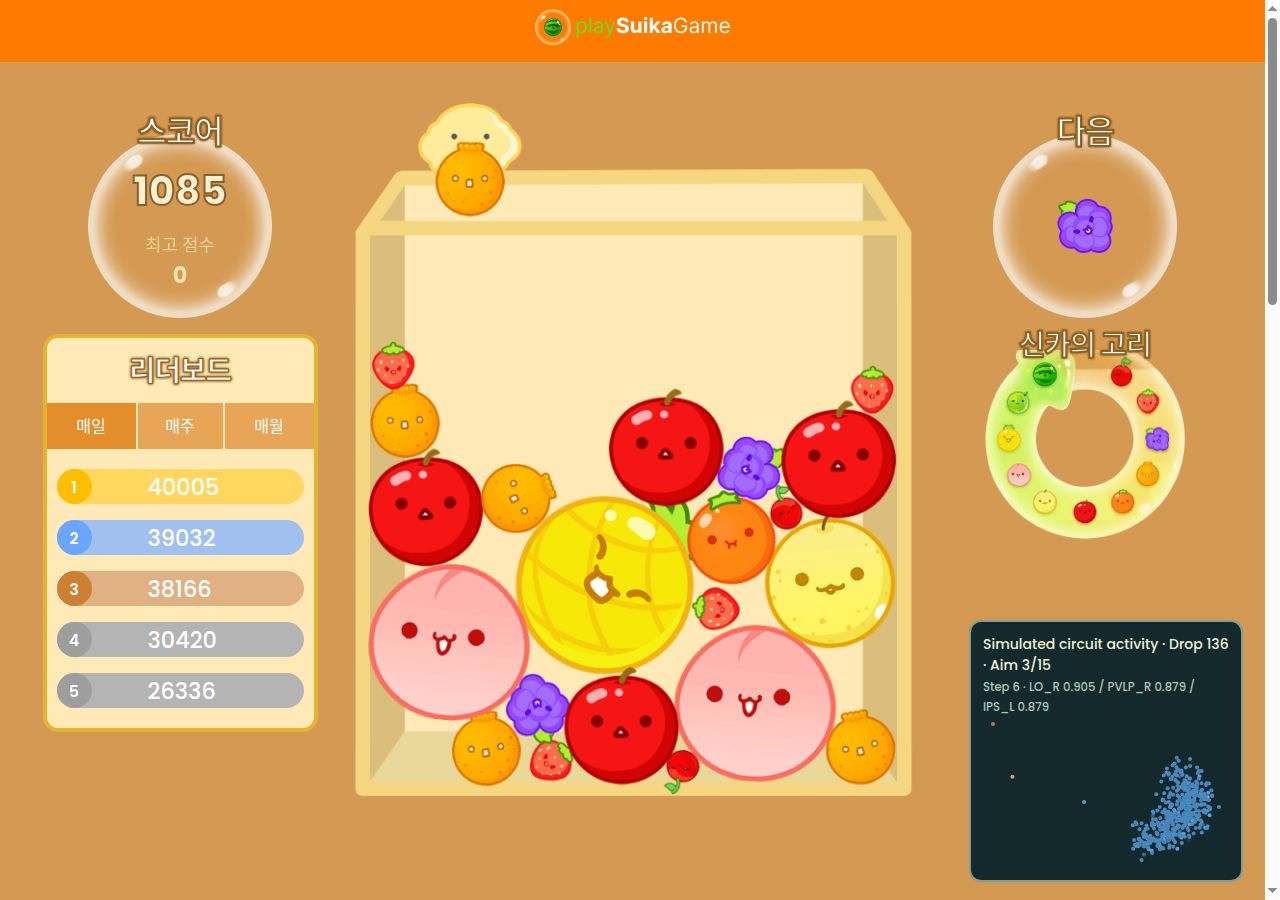 playSuikaGame
스코어
1085
최고 점수
0
다음
리더보드
매일 매주 매월
1 40005
2 39032
3 38166
4 30420
5 26336
신카의 고리
Simulated circuit activity · Drop 136
· Aim 3/15
Step 6 · LO_R 0.905 / PVLP_R 0.879 /
IPS_L 0.879